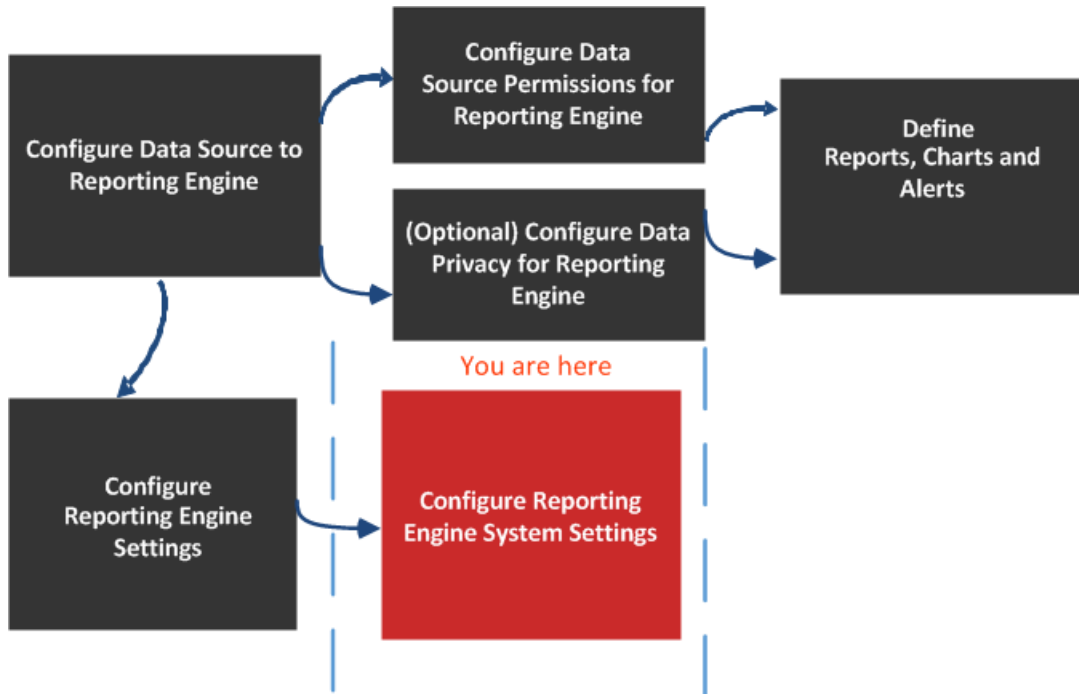 Configure Data Source to
Reporting Engine
Configure Data
Source Permissions for
Reporting Engine
(Optional) Configure Data
Privacy for Reporting
Engine
Define
Reports, Charts and
Alerts
Configure
Reporting Engine
Settings
You are here
Configure Reporting
Engine System Settings